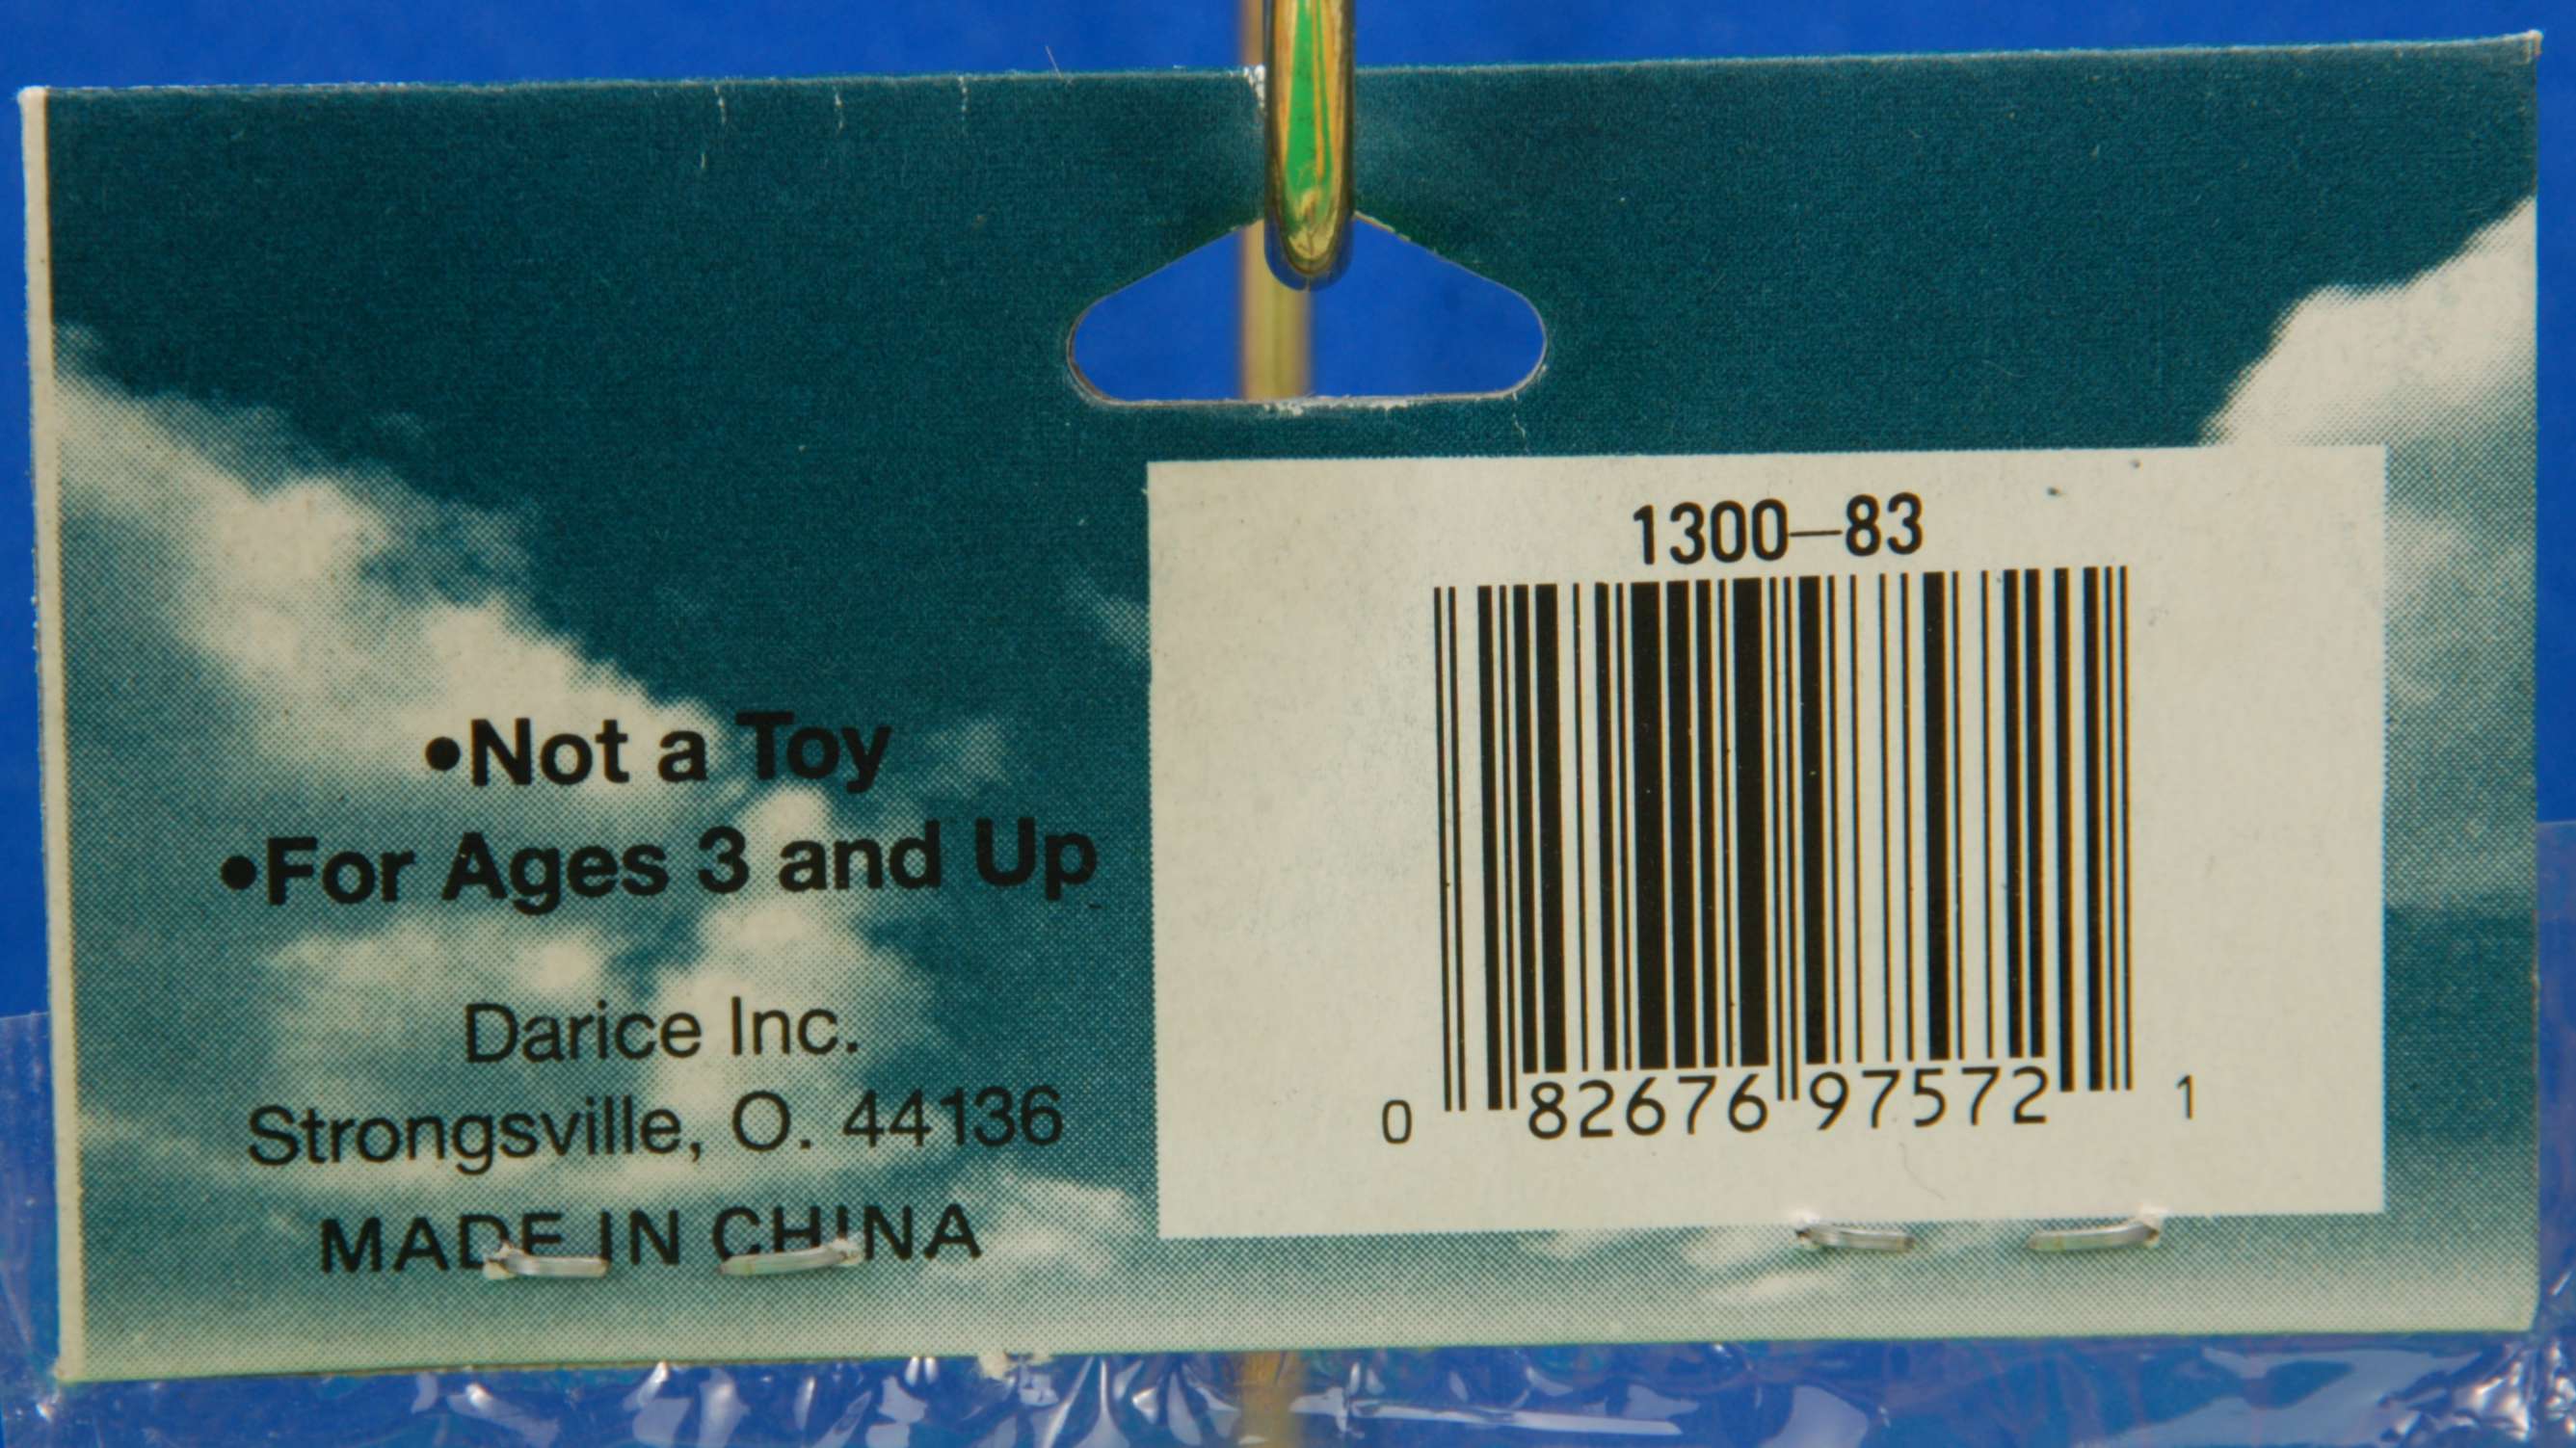 •Not a Toy
•For Ages 3 and Up
Darice Inc.
Strongsville, O. 44136
MADE IN CHINA
1300-83
0 82676 97572 1